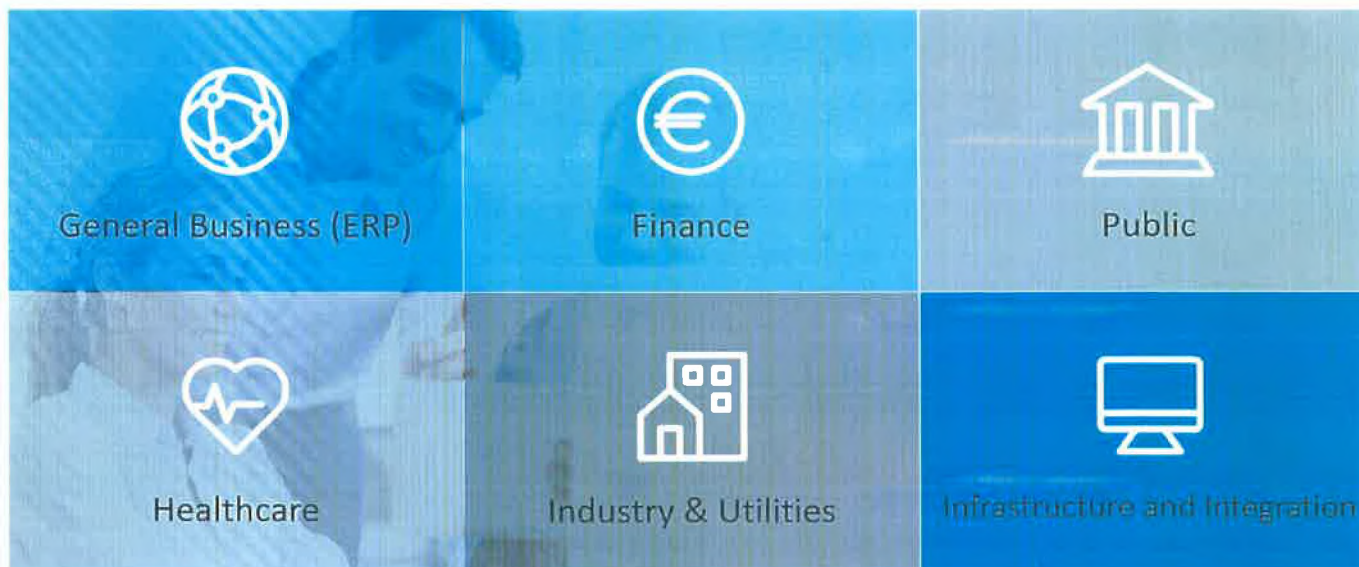 General Business (ERP)
Finance
Public
Healthcare
Industry & Utilities
Infrastructure and Integration